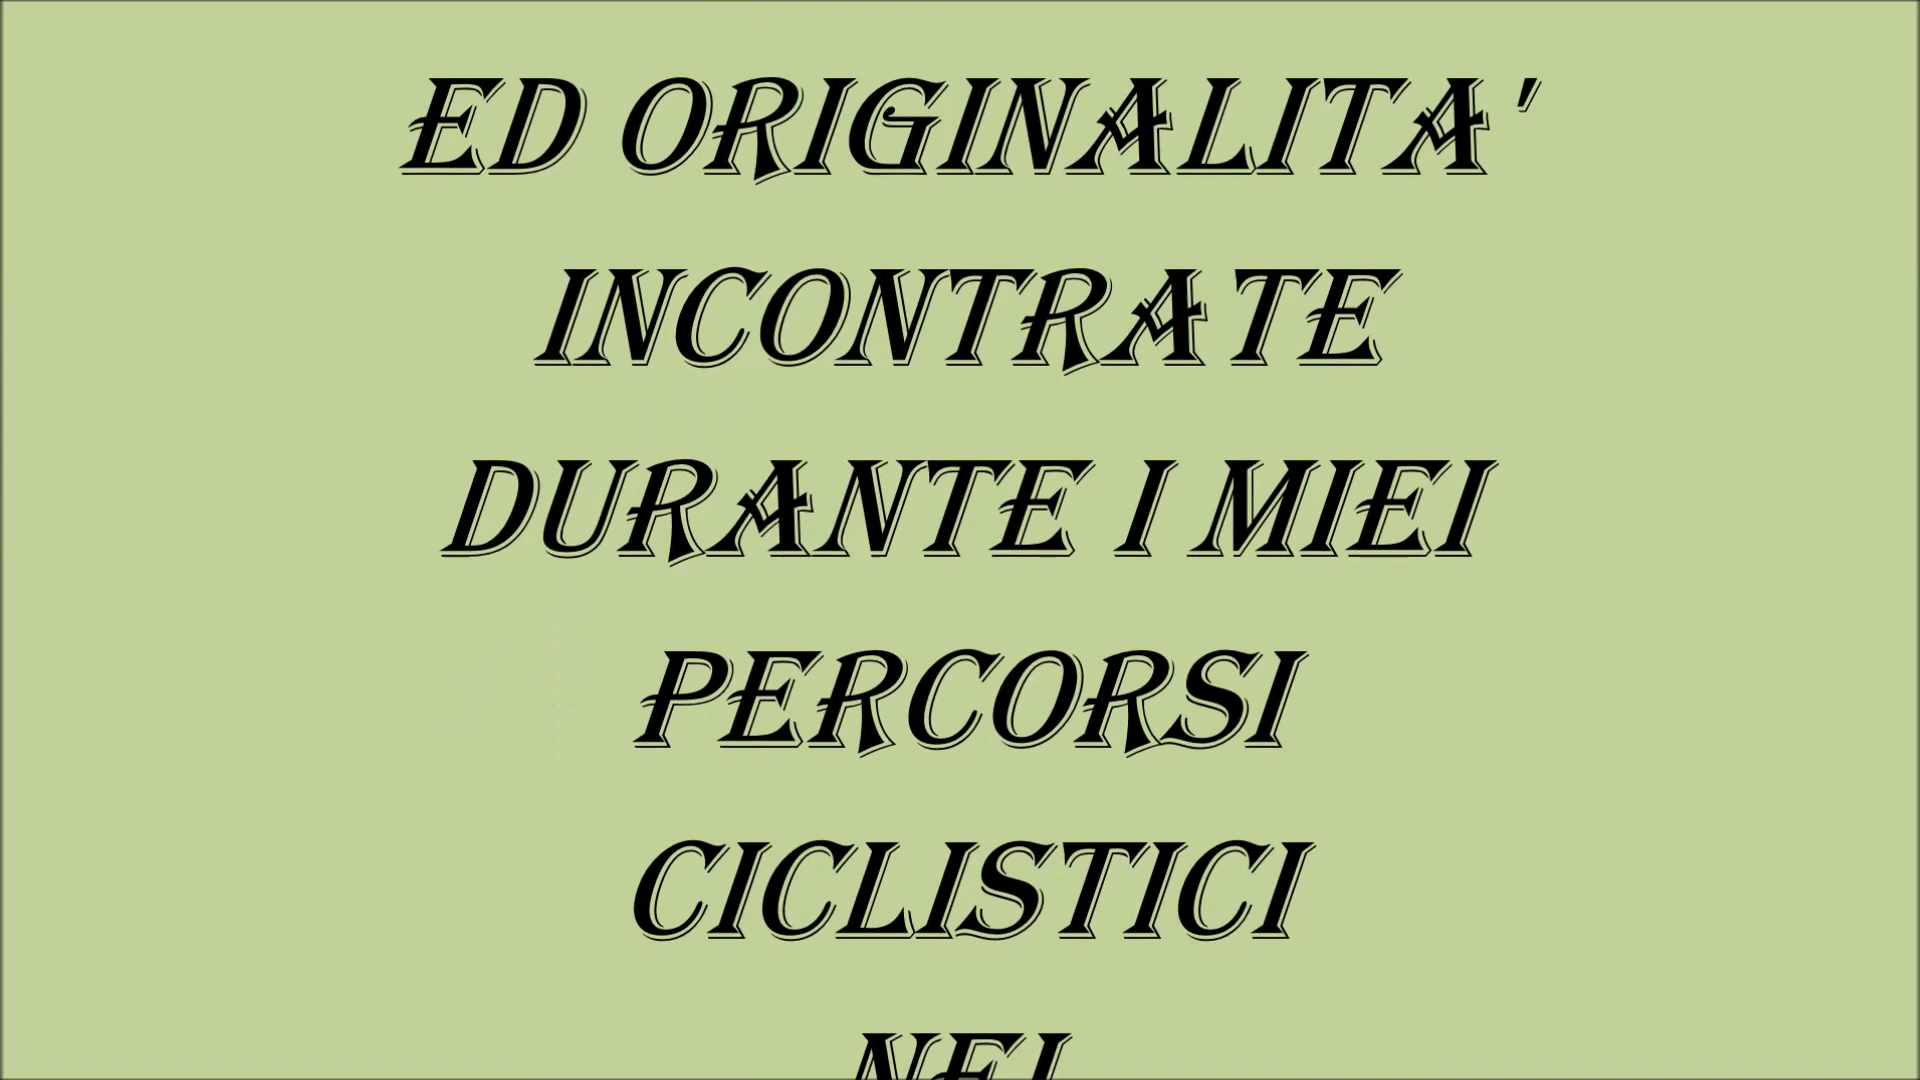 ED ORIGINALITA'
INCONTRATE
DURANTE I MIEI
PERCORSI
CICLISTICI